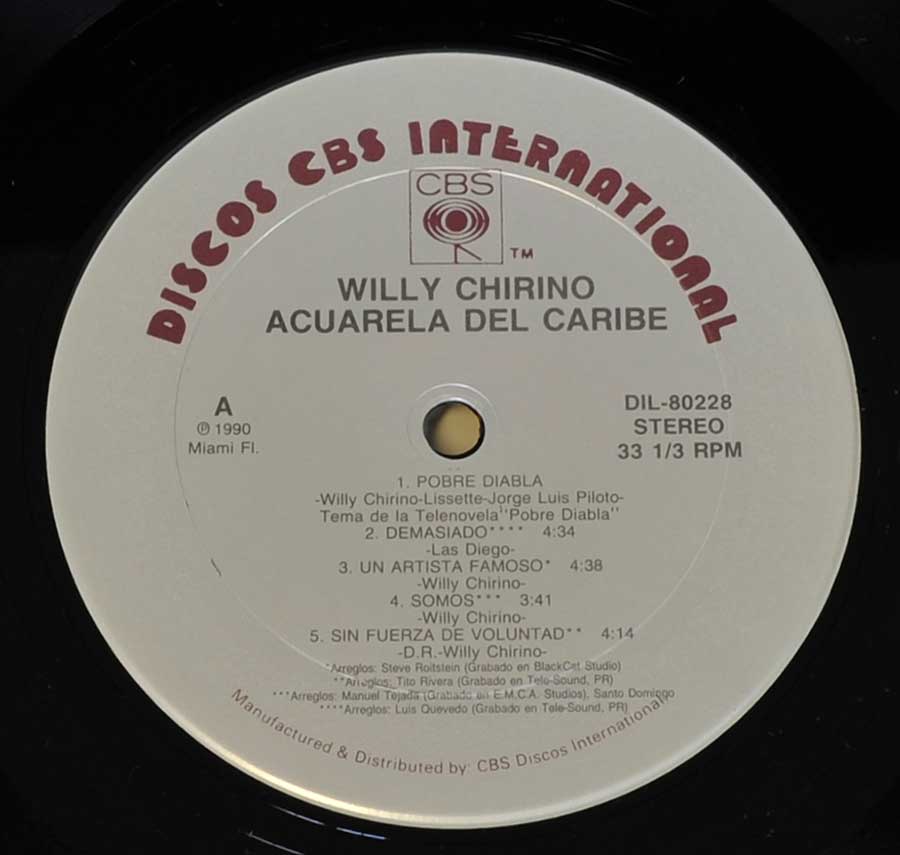 DISCOS CBS INTERNATIONAL
CBS
TM
WILLY CHIRINO
ACUARELA DEL CARIBE
A
℗ 1990
Miami Fl.
DIL-80228
STEREO
33 1/3 RPM
1. POBRE DIABLA
-Willy Chirino-Lissette-Jorge Luis Piloto-
Tema de la Telenovela "Pobre Diabla"
2. DEMASIADO**** 4:34
-Las Diego-
3. UN ARTISTA FAMOSO* 4:38
-Willy Chirino-
4. SOMOS*** 3:41
-Willy Chirino-
5. SIN FUERZA DE VOLUNTAD** 4:14
-D.R.-Willy Chirino-
*Arreglos: Steve Roitstein (Grabado en BlackCat Studio)
**Arreglos: Tito Rivera (Grabado en Tele-Sound, PR)
***Arreglos: Manuel Tejada (Grabado en E.M.C.A. Studios), Santo Domingo
****Arreglos: Luis Quevedo (Grabado en Tele-Sound, PR)
Manufactured & Distributed by: CBS Discos International